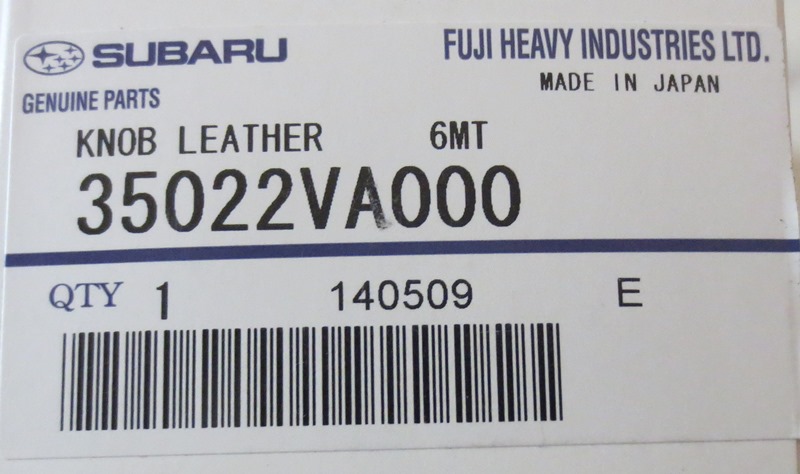 SUBARU
FUJI HEAVY INDUSTRIES LTD.
MADE IN JAPAN
GENUINE PARTS
KNOB LEATHER 6MT
35022VA000
QTY 1 140509 E